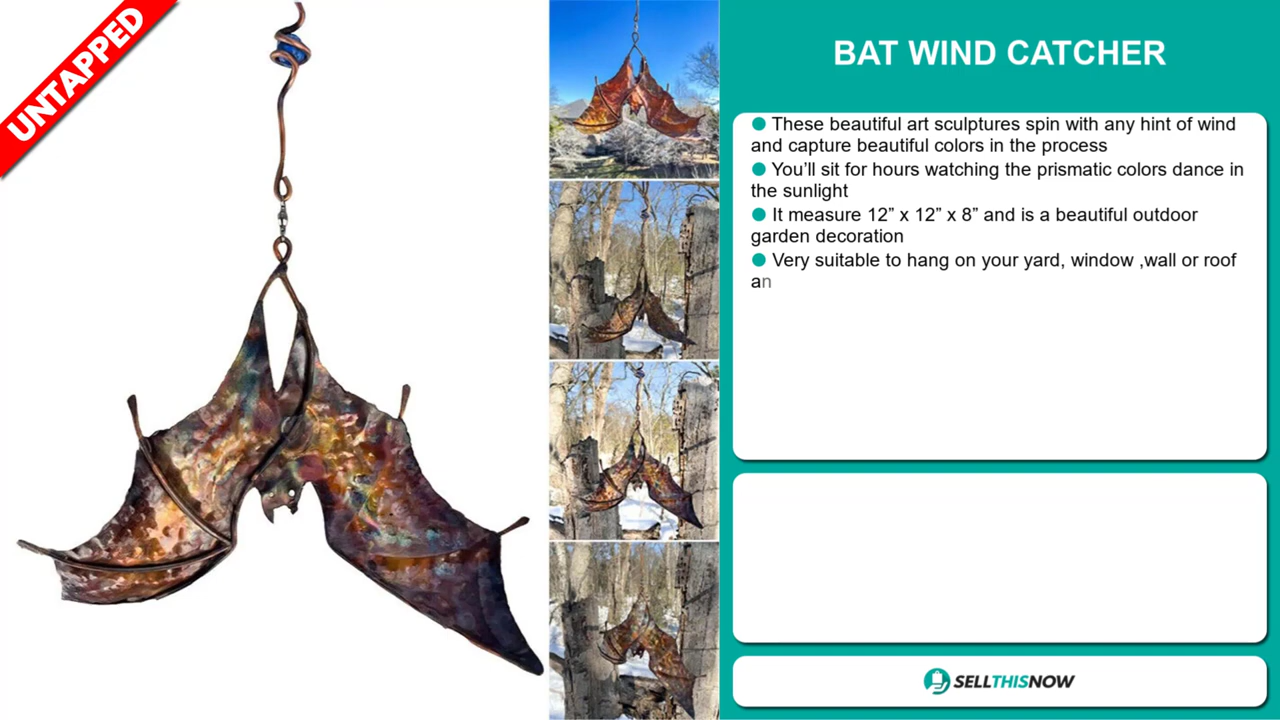 UNTAPPED
BAT WIND CATCHER
● These beautiful art sculptures spin with any hint of wind
and capture beautiful colors in the process
● You’ll sit for hours watching the prismatic colors dance in
the sunlight
● It measure 12” x 12” x 8” and is a beautiful outdoor
garden decoration
● Very suitable to hang on your yard, window ,wall or roof
an
SELLTHISNOW